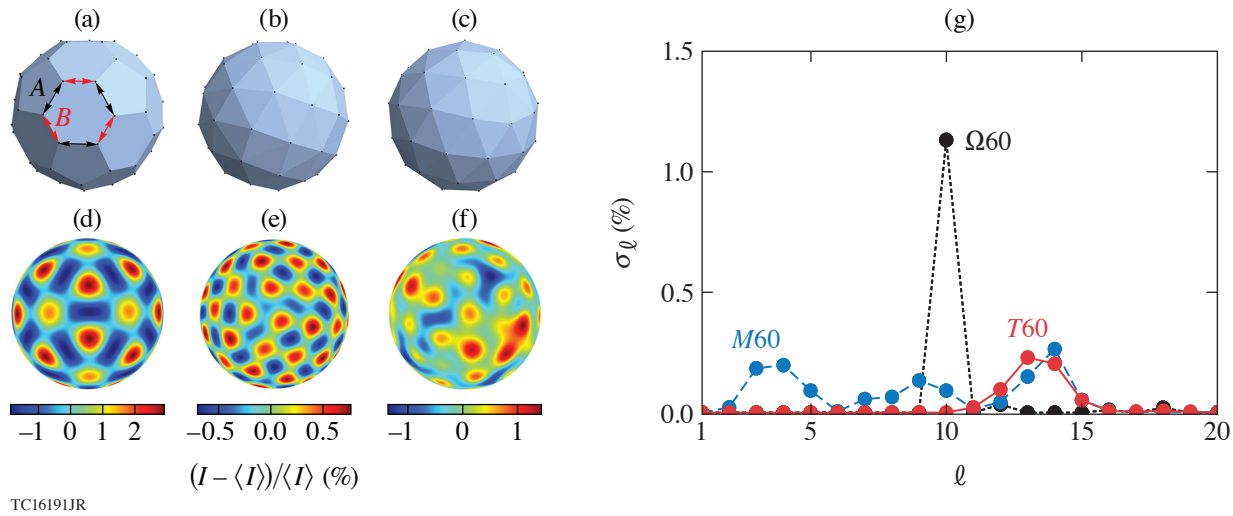 (a) (b) (c) (g)
A
B
(d) (e) (f)
−1 0 1 2
−0.5 0.0 0.5
−1 0 1
(I – ⟨I⟩)/⟨I⟩ (%)
TC16191JR
1.5
1.0
0.5
0.0
σℓ (%)
Ω60
M60
T60
1 5 10 15 20
ℓ